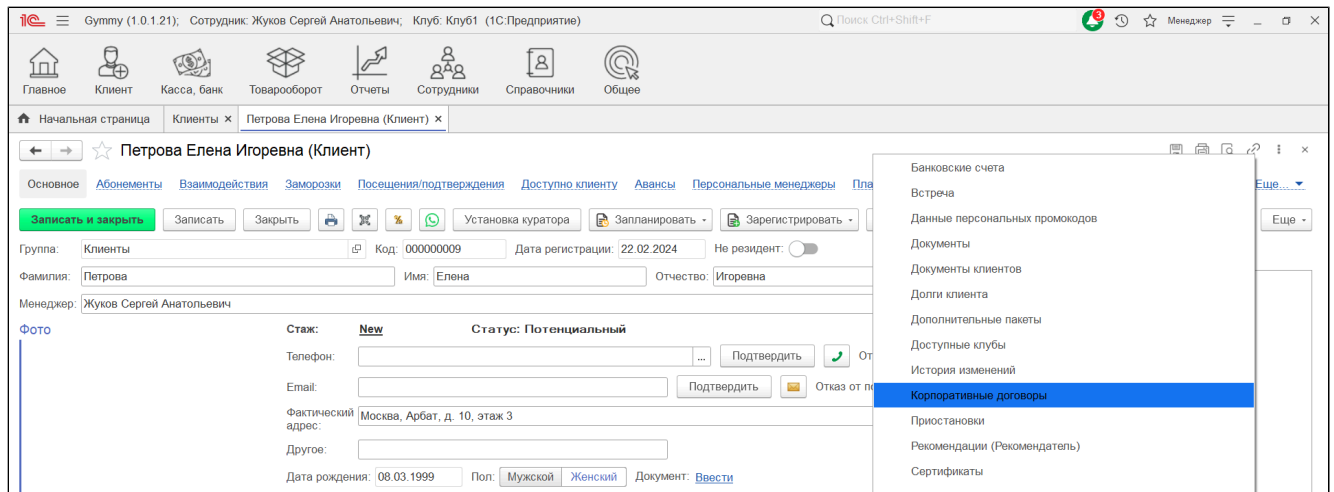 Gymmy (1.0.1.21); Сотрудник: Жуков Сергей Анатольевич; Клуб: Клуб1 (1С:Предприятие) Поиск Ctrl+Shift+F 3 Менеджер
Главное Клиент Касса, банк Товарооборот Отчеты Сотрудники Справочники Общее
Начальная страница Клиенты × Петрова Елена Игоревна (Клиент) ×
Петрова Елена Игоревна (Клиент)
Основное Абонементы Взаимодействия Заморозки Посещения/подтверждения Доступно клиенту Авансы Персональные менеджеры Пла Еще...
Записать и закрыть Записать Закрыть % Установка куратора Запланировать Зарегистрировать Еще
Группа: Клиенты Код: 000000009 Дата регистрации: 22.02.2024 Не резидент:
Фамилия: Петрова Имя: Елена Отчество: Игоревна
Менеджер: Жуков Сергей Анатольевич
Фото Стаж: New Статус: Потенциальный
Телефон: ... Подтвердить От
Email: Подтвердить Отказ от по
Фактический адрес: Москва, Арбат, д. 10, этаж 3
Другое:
Дата рождения: 08.03.1999 Пол: Мужской Женский Документ: Ввести
Банковские счета
Встреча
Данные персональных промокодов
Документы
Документы клиентов
Долги клиента
Дополнительные пакеты
Доступные клубы
История изменений
Корпоративные договоры
Приостановки
Рекомендации (Рекомендатель)
Сертификаты